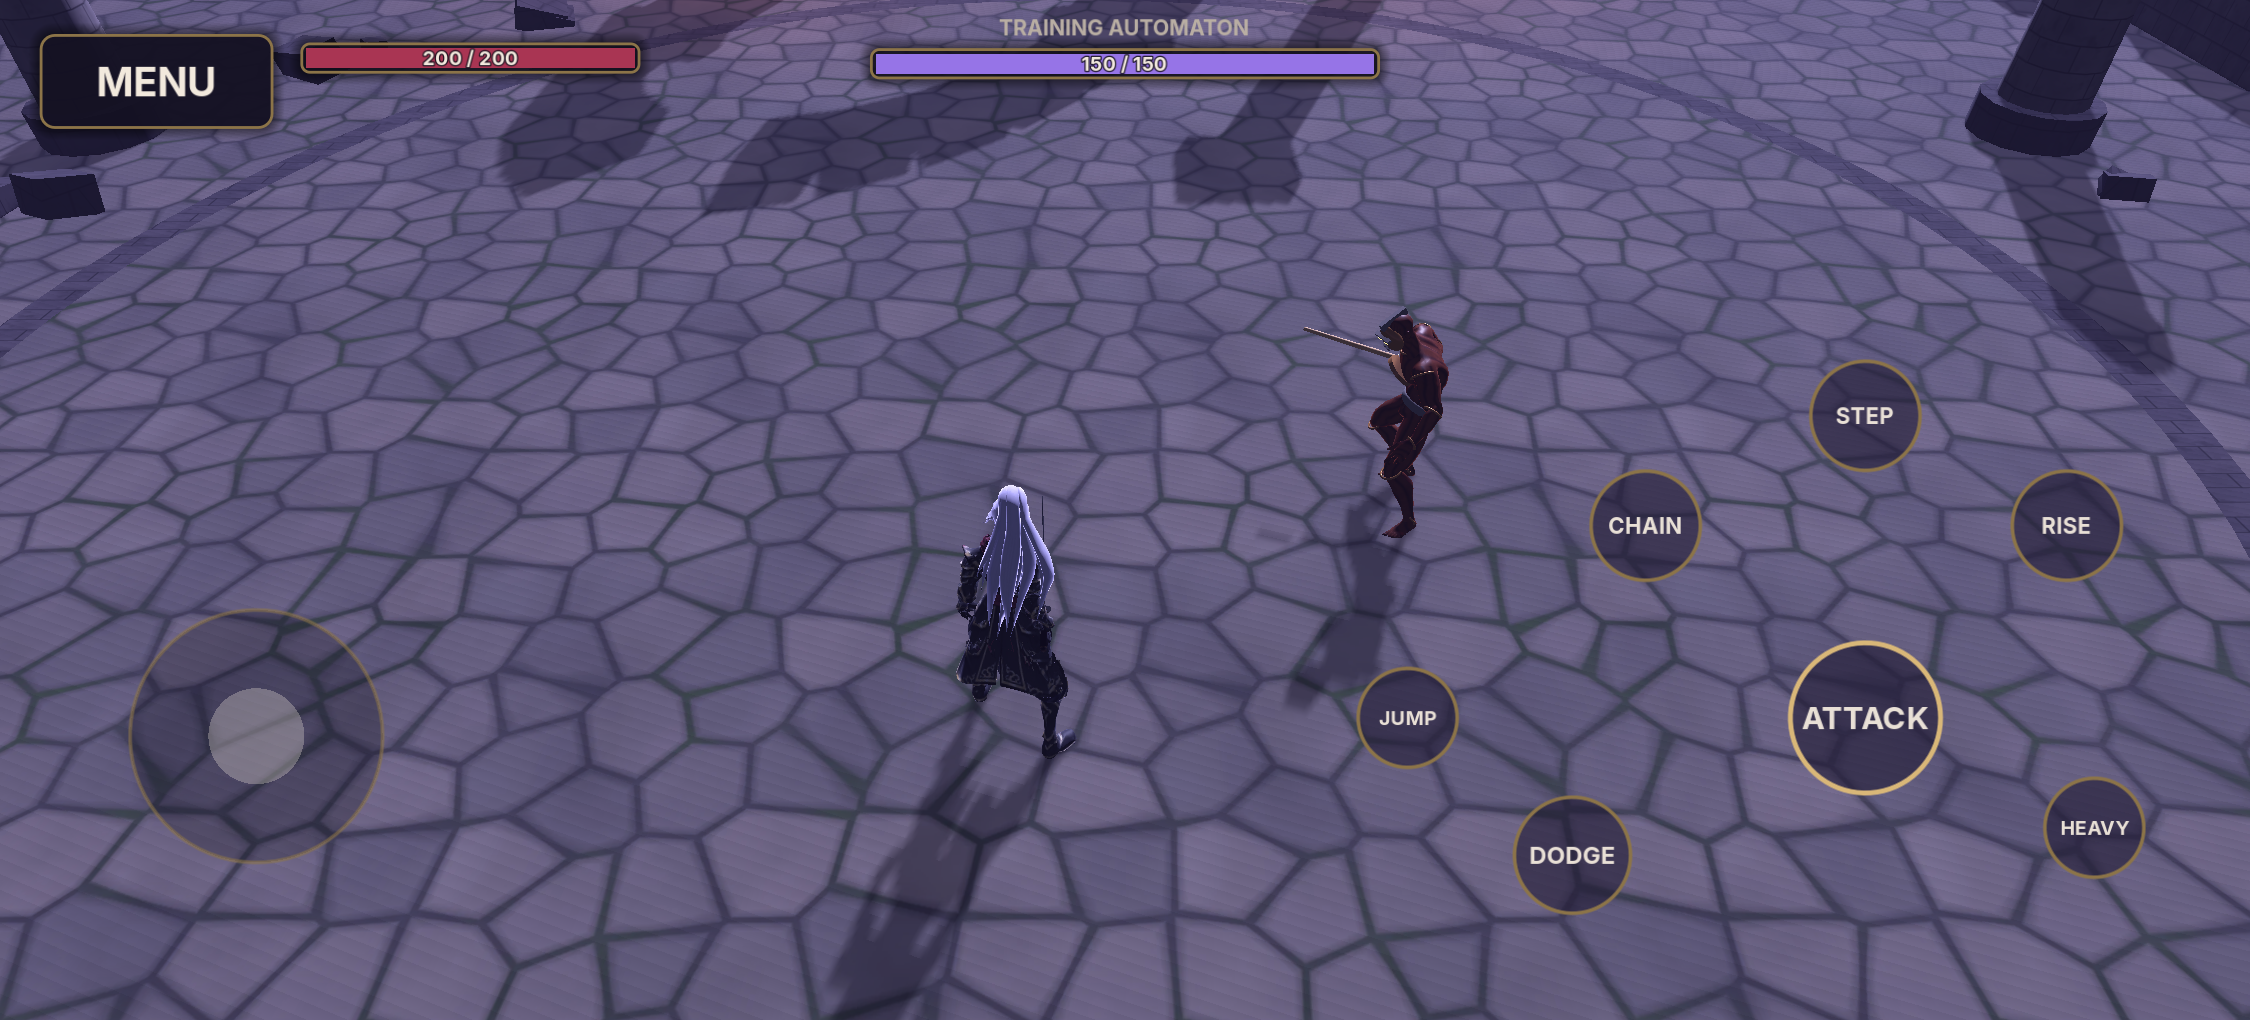 TRAINING AUTOMATON
MENU
200 / 200
150 / 150
STEP
CHAIN
RISE
JUMP
ATTACK
HEAVY
DODGE